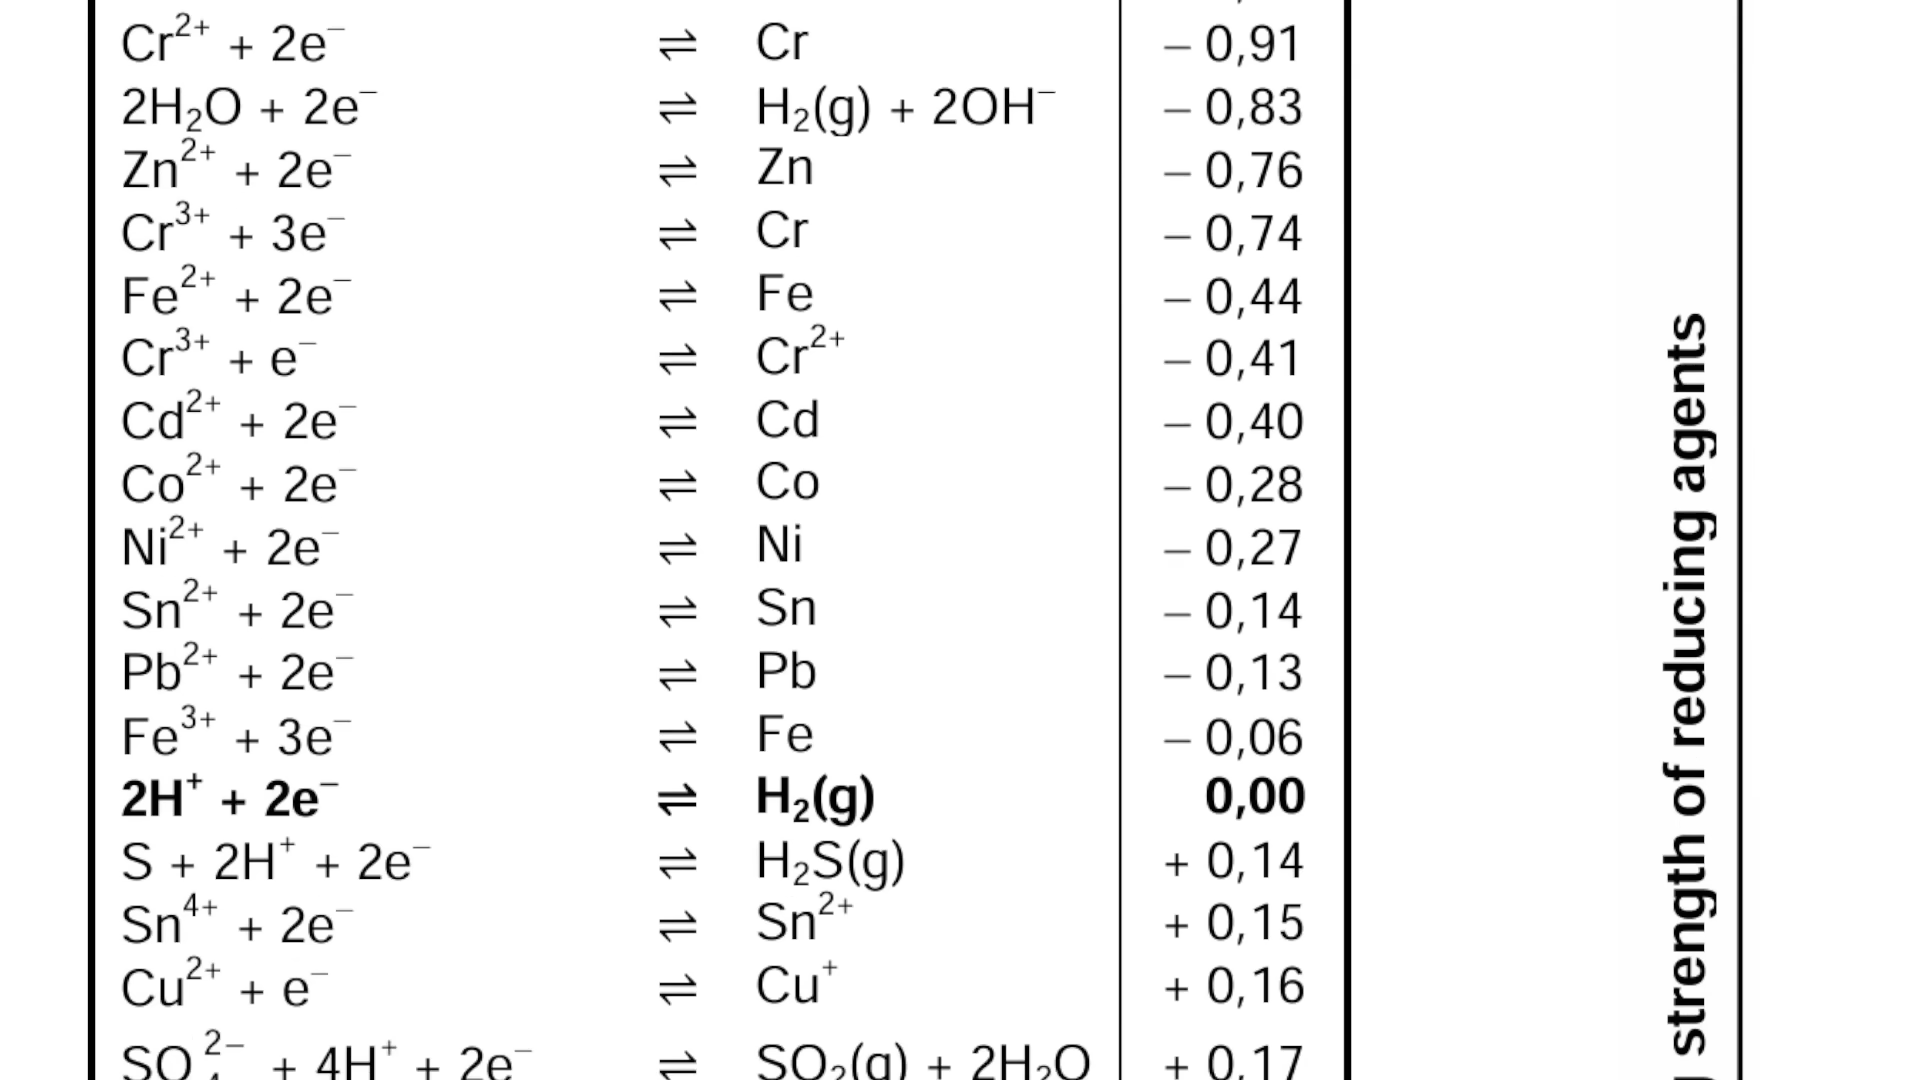 Cr²⁺ + 2e⁻ ⇌ Cr − 0,91
2H₂O + 2e⁻ ⇌ H₂(g) + 2OH⁻ − 0,83
Zn²⁺ + 2e⁻ ⇌ Zn − 0,76
Cr³⁺ + 3e⁻ ⇌ Cr − 0,74
Fe²⁺ + 2e⁻ ⇌ Fe − 0,44
Cr³⁺ + e⁻ ⇌ Cr²⁺ − 0,41
Cd²⁺ + 2e⁻ ⇌ Cd − 0,40
Co²⁺ + 2e⁻ ⇌ Co − 0,28
Ni²⁺ + 2e⁻ ⇌ Ni − 0,27
Sn²⁺ + 2e⁻ ⇌ Sn − 0,14
Pb²⁺ + 2e⁻ ⇌ Pb − 0,13
Fe³⁺ + 3e⁻ ⇌ Fe − 0,06
2H⁺ + 2e⁻ ⇌ H₂(g) 0,00
S + 2H⁺ + 2e⁻ ⇌ H₂S(g) + 0,14
Sn⁴⁺ + 2e⁻ ⇌ Sn²⁺ + 0,15
Cu²⁺ + e⁻ ⇌ Cu⁺ + 0,16
SO₄²⁻ + 4H⁺ + 2e⁻ ⇌ SO₂(g) + 2H₂O + 0,17
strength of reducing agents